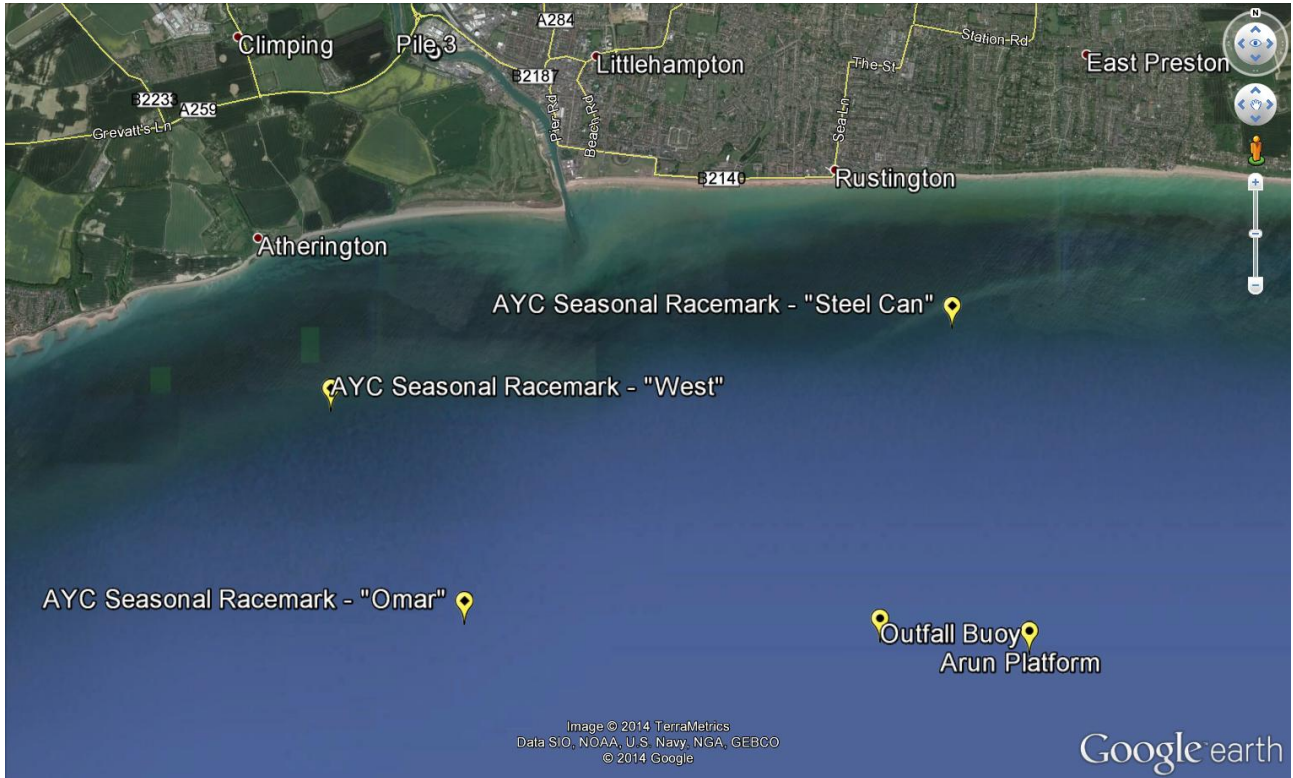 A284
N
Climping
Pile 3
Station Rd
Littlehampton
The St
East Preston
B2187
B2233
A259
Grevatt's Ln
Pier Rd
Beach Rd
Sea Ln
B2140
Rustington
Atherington
AYC Seasonal Racemark - "Steel Can"
AYC Seasonal Racemark - "West"
AYC Seasonal Racemark - "Omar"
Outfall Buoy
Arun Platform
Image © 2014 TerraMetrics
Data SIO, NOAA, U.S. Navy, NGA, GEBCO
© 2014 Google
Google earth